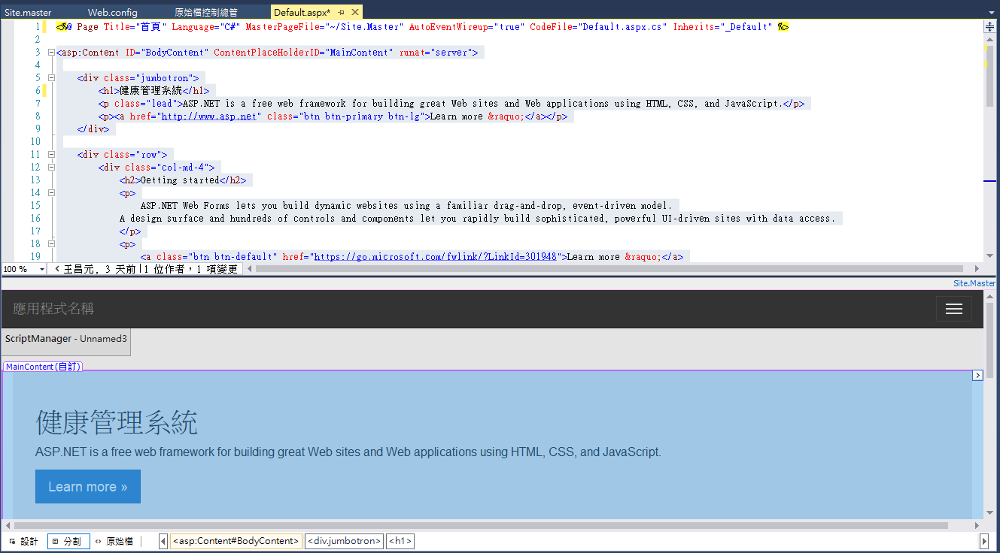 Site.master Web.config 原始檔控制總管 Default.aspx*
1 <%@ Page Title="首頁" Language="C#" MasterPageFile="~/Site.Master" AutoEventWireup="true" CodeFile="Default.aspx.cs" Inherits="_Default" %>
2
3 <asp:Content ID="BodyContent" ContentPlaceHolderID="MainContent" runat="server">
4
5 <div class="jumbotron">
6 <h1>健康管理系統</h1>
7 <p class="lead">ASP.NET is a free web framework for building great Web sites and Web applications using HTML, CSS, and JavaScript.</p>
8 <p><a href="http://www.asp.net" class="btn btn-primary btn-lg">Learn more &raquo;</a></p>
9 </div>
10
11 <div class="row">
12 <div class="col-md-4">
13 <h2>Getting started</h2>
14 <p>
15 ASP.NET Web Forms lets you build dynamic websites using a familiar drag-and-drop, event-driven model.
16 A design surface and hundreds of controls and components let you rapidly build sophisticated, powerful UI-driven sites with data access.
17 </p>
18 <p>
19 <a class="btn btn-default" href="https://go.microsoft.com/fwlink/?LinkId=301948">Learn more &raquo;</a>
100 % 王昌元, 3 天前|1 位作者，1 項變更
Site.Master
應用程式名稱
ScriptManager - Unnamed3
MainContent(自訂)
健康管理系統
ASP.NET is a free web framework for building great Web sites and Web applications using HTML, CSS, and JavaScript.
Learn more »
設計 分割 原始檔 <asp:Content#BodyContent> <div.jumbotron> <h1>